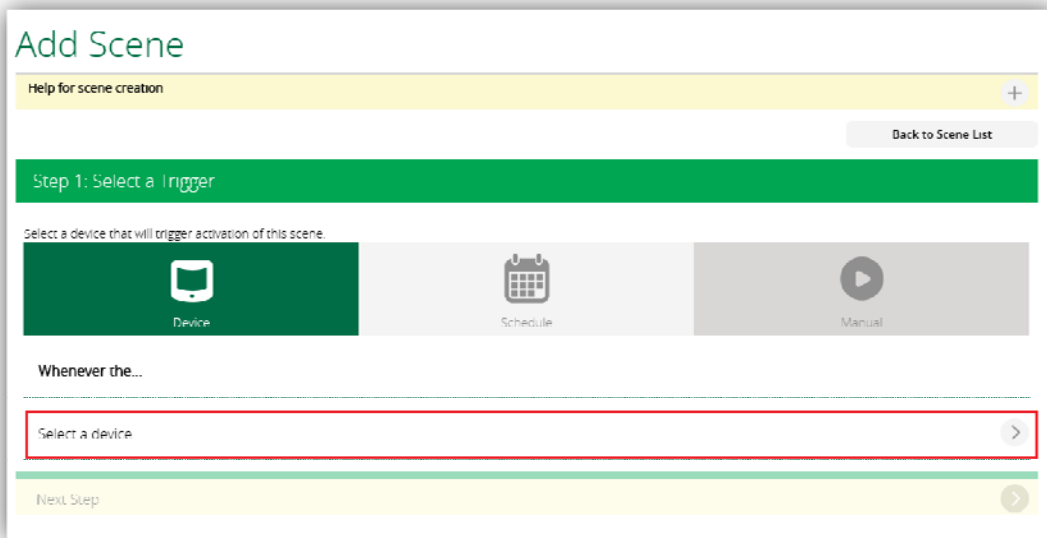 Add Scene
Help for scene creation
Back to Scene List
Step 1: Select a Trigger
Select a device that will trigger activation of this scene.
Device
Schedule
Manual
Whenever the...
Select a device
Next Step